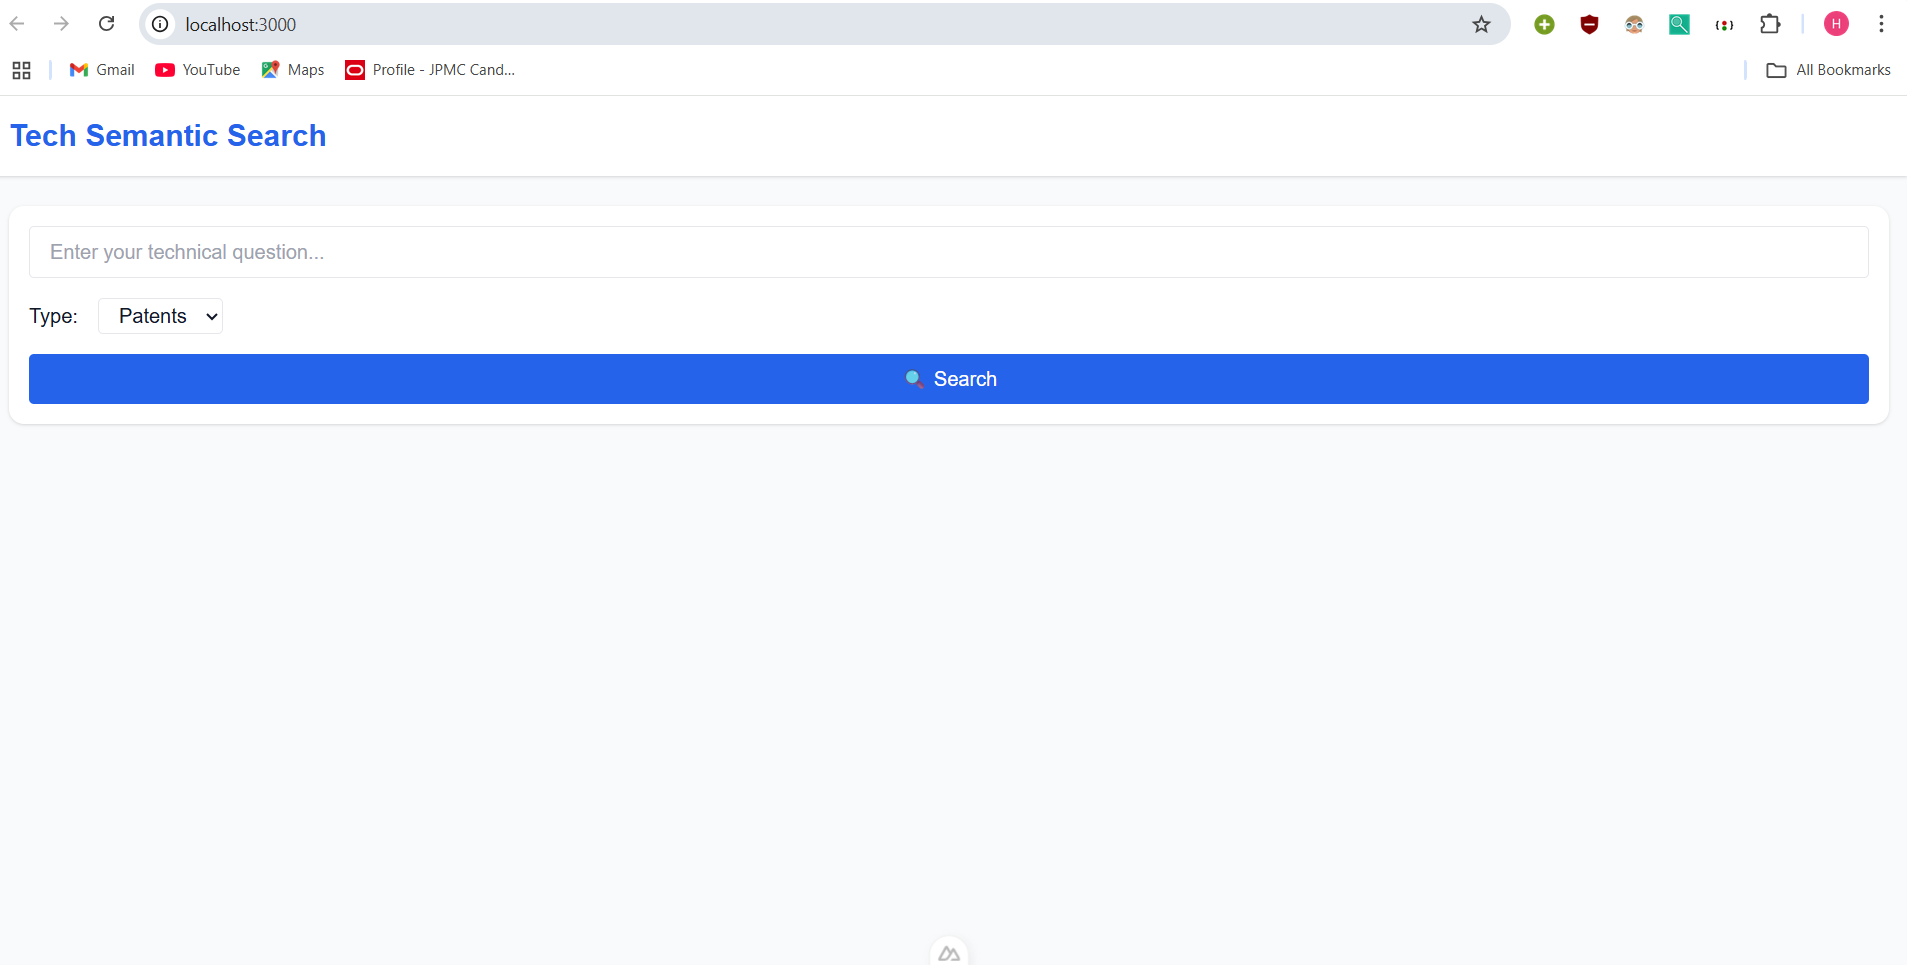 localhost:3000
H
Gmail YouTube Maps Profile - JPMC Cand... All Bookmarks
Tech Semantic Search
Enter your technical question...
Type: Patents
🔍 Search